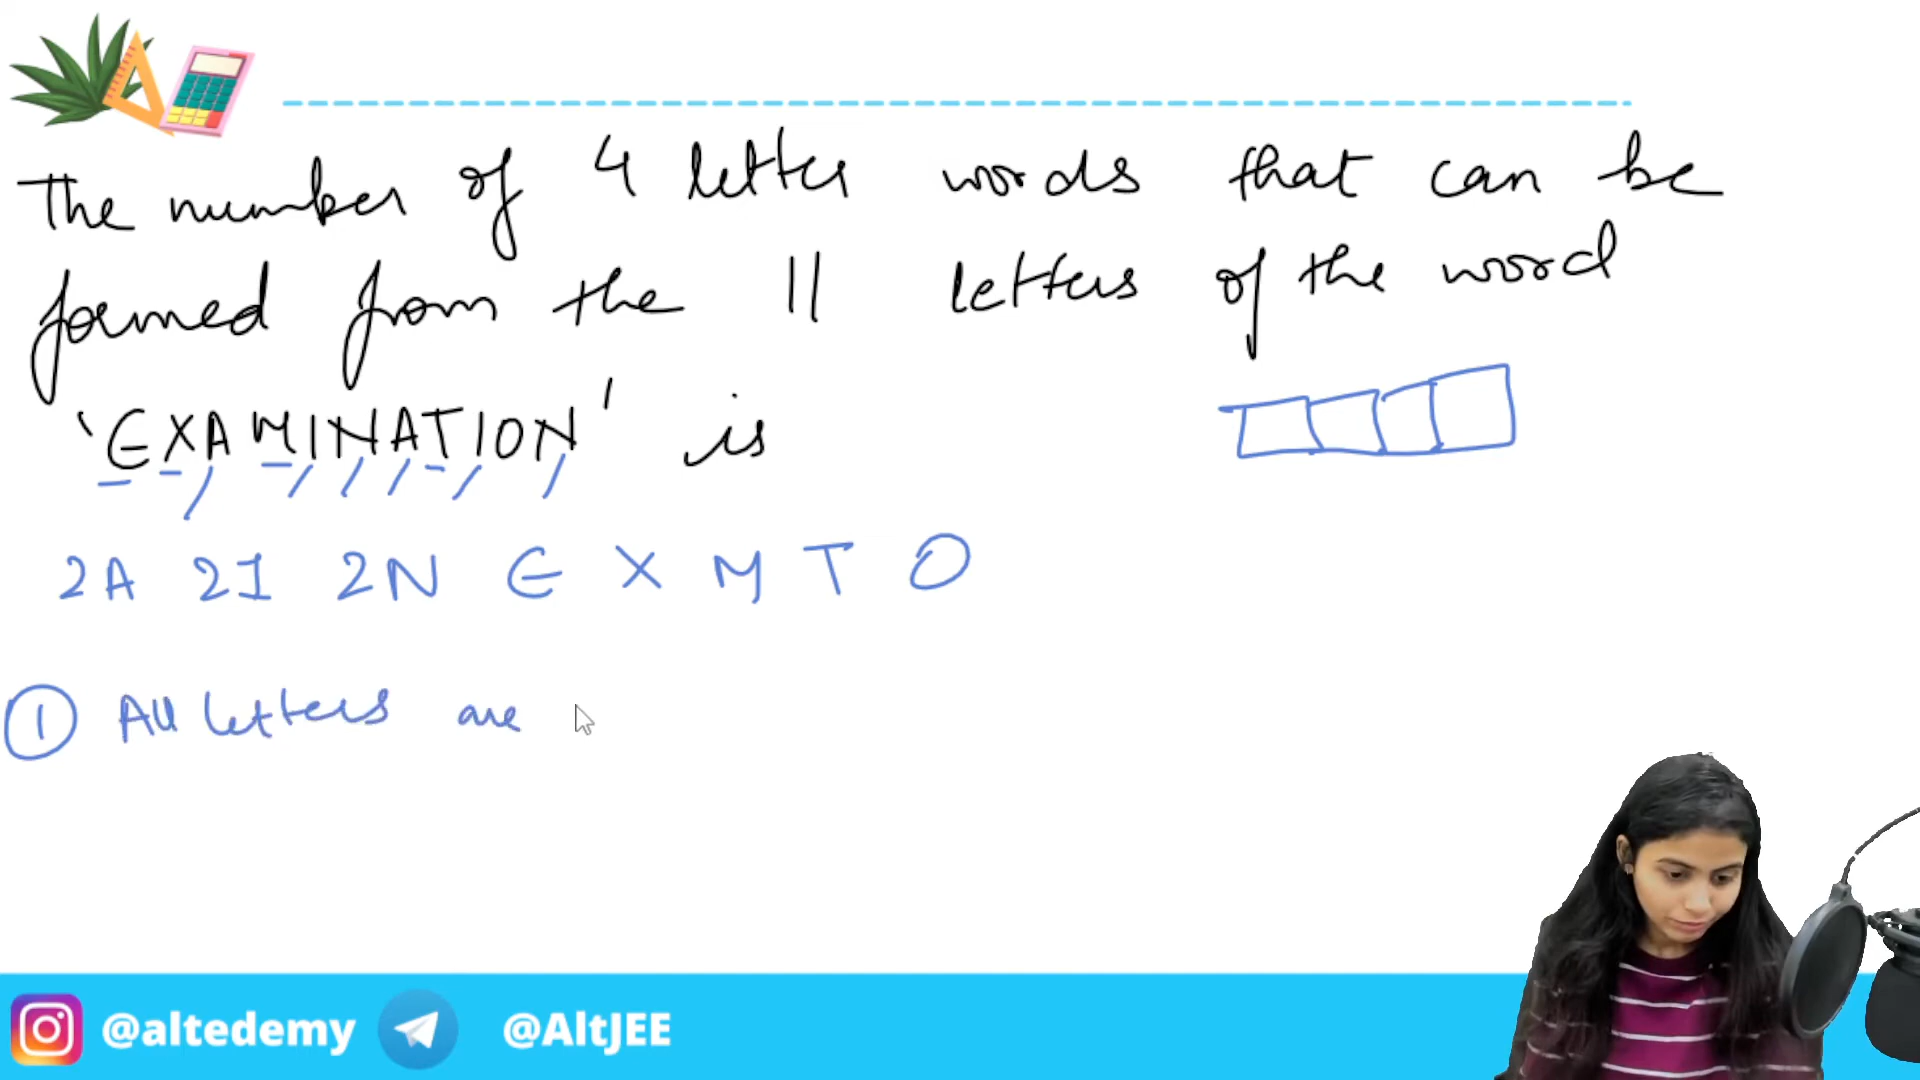 The number of 4 letter words that can be
formed from the 11 letters of the word
'EXAMINATION' is
2A 2I 2N E X M T O
① All letters are
@altedemy @AltJEE